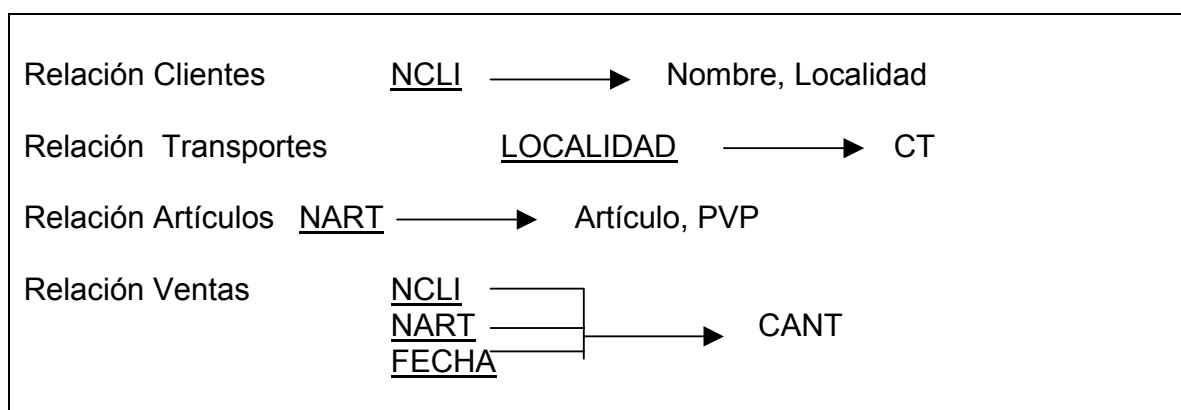 Relación Clientes NCLI Nombre, Localidad
Relación Transportes LOCALIDAD CT
Relación Artículos NART Artículo, PVP
Relación Ventas NCLI
NART CANT
FECHA